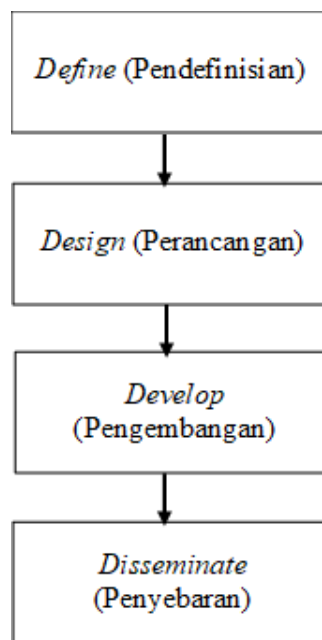 Define (Pendefinisian)
Design (Perancangan)
Develop
(Pengembangan)
Disseminate
(Penyebaran)